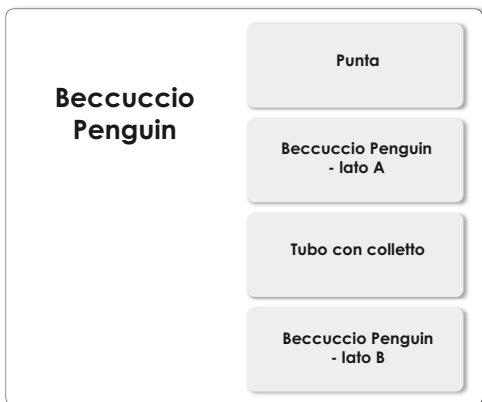 Beccuccio
Penguin
Punta
Beccuccio Penguin
- lato A
Tubo con colletto
Beccuccio Penguin
- lato B